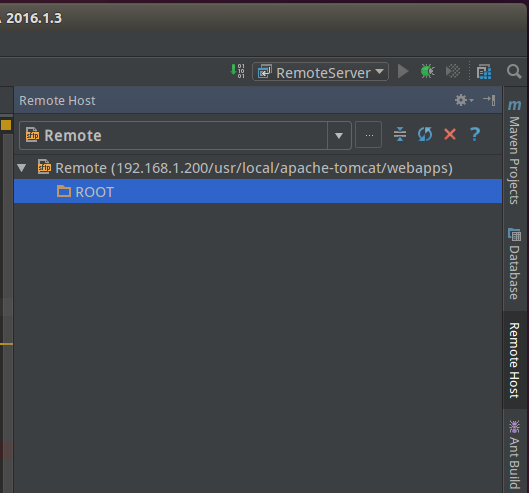 2016.1.3
RemoteServer
Remote Host
Remote
Remote (192.168.1.200/usr/local/apache-tomcat/webapps)
ROOT
Maven Projects
Database
Remote Host
Ant Build